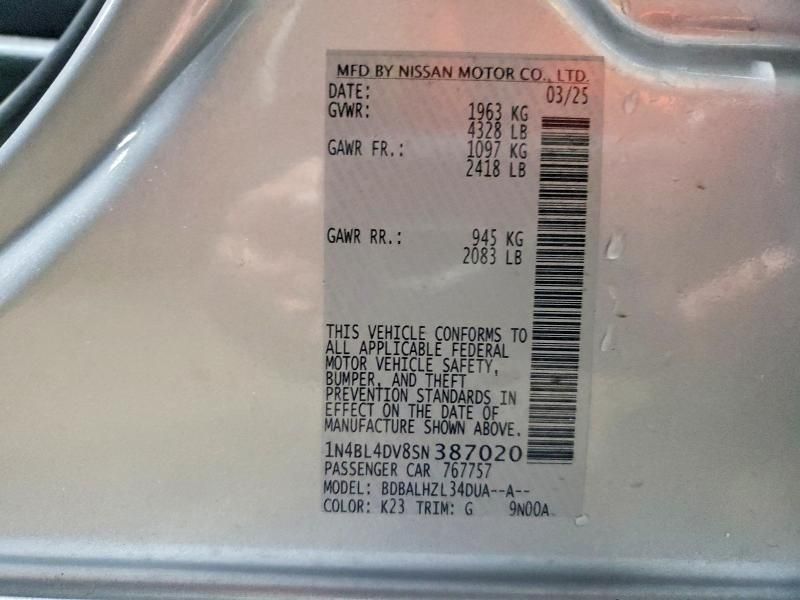 MFD BY NISSAN MOTOR CO., LTD.
DATE: 03/25
GVWR: 1963 KG
4328 LB
GAWR FR.: 1097 KG
2418 LB
GAWR RR.: 945 KG
2083 LB
THIS VEHICLE CONFORMS TO
ALL APPLICABLE FEDERAL
MOTOR VEHICLE SAFETY,
BUMPER, AND THEFT
PREVENTION STANDARDS IN
EFFECT ON THE DATE OF
MANUFACTURE SHOWN ABOVE.
1N4BL4DV8SN387020
PASSENGER CAR 767757
MODEL: BDBALHZL34DUA--A--
COLOR: K23 TRIM: G 9N00A